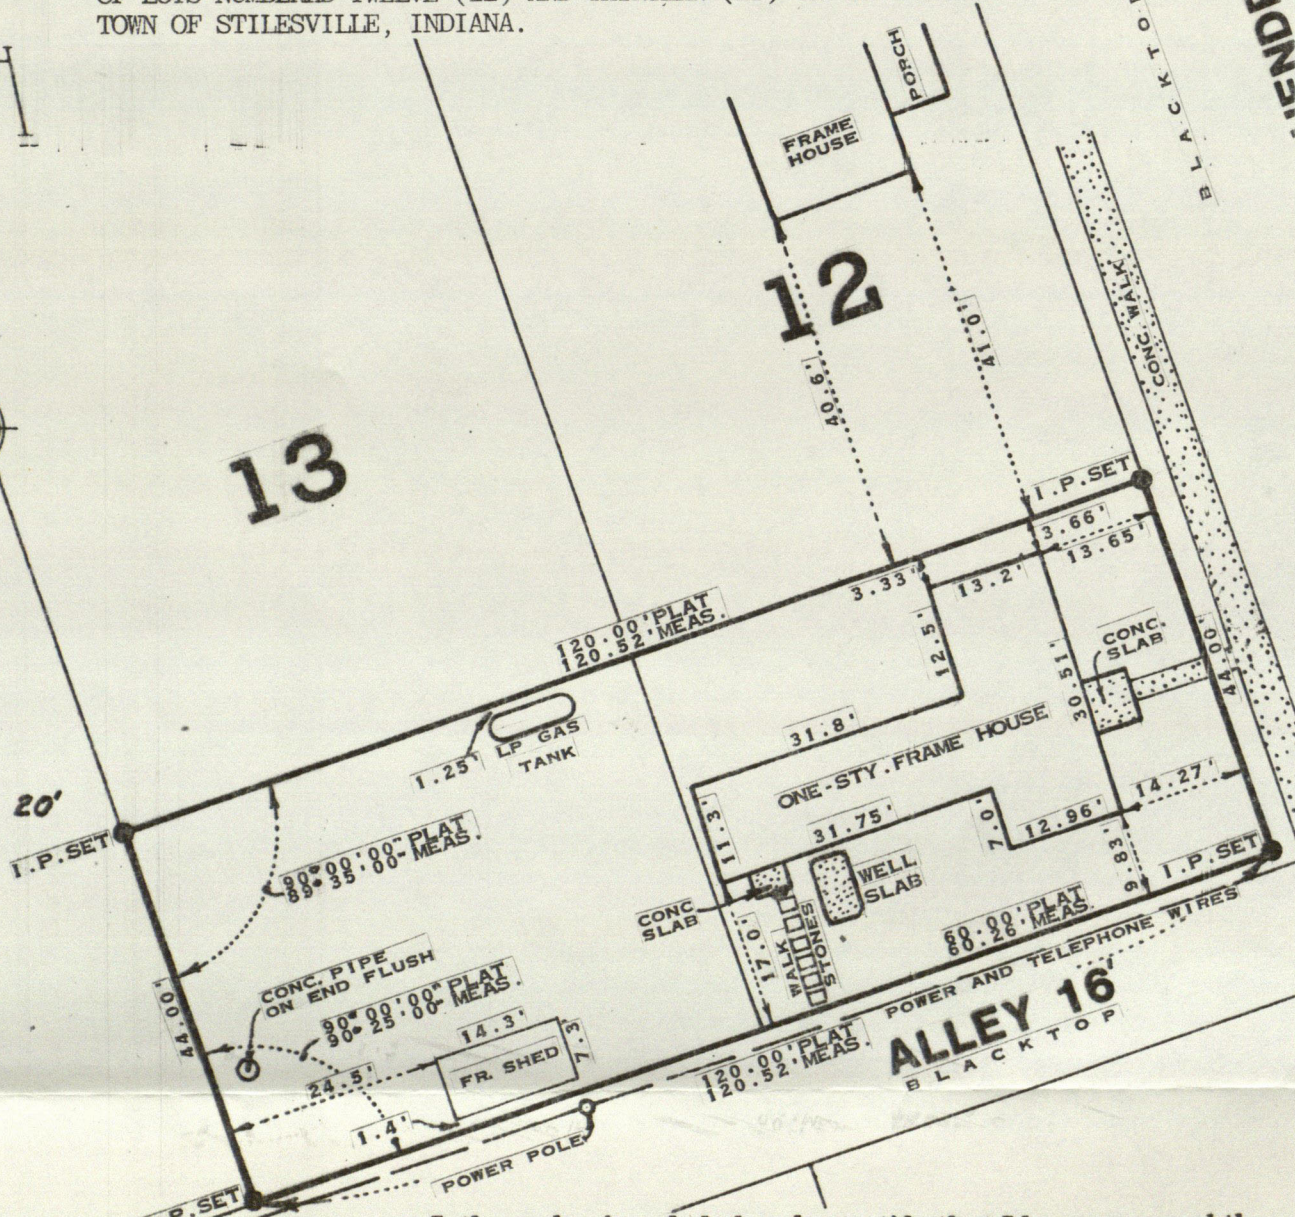 TOWN OF STILESVILLE, INDIANA.
BLACKTO
PORCH
FRAME
HOUSE
12
CONC. WALK
40.6'
41.0'
13
I.P.SET
3.66'
13.65'
3.33'
13.2'
120.00' PLAT
120.52' MEAS.
12.5'
CONC.
SLAB
44.00'
30.51'
LP GAS
TANK
1.25'
31.8'
ONE-STY. FRAME HOUSE
14.27'
20'
I.P.SET
11.3'
31.75'
7.0'
12.96'
9.83'
I.P.SET
90°00'00" PLAT
89°35'00" MEAS.
WELL
SLAB
CONC
SLAB
17.0'
WALK
STONES
60.00' PLAT
60.26' MEAS.
POWER AND TELEPHONE WIRES
CONC. PIPE
ON END FLUSH
44.00'
90°00'00" PLAT
90°25'00" MEAS.
14.3'
7.3'
FR. SHED
24.5'
1.4'
120.00' PLAT
120.52' MEAS.
ALLEY 16'
BLACKTOP
POWER POLE
P.SET